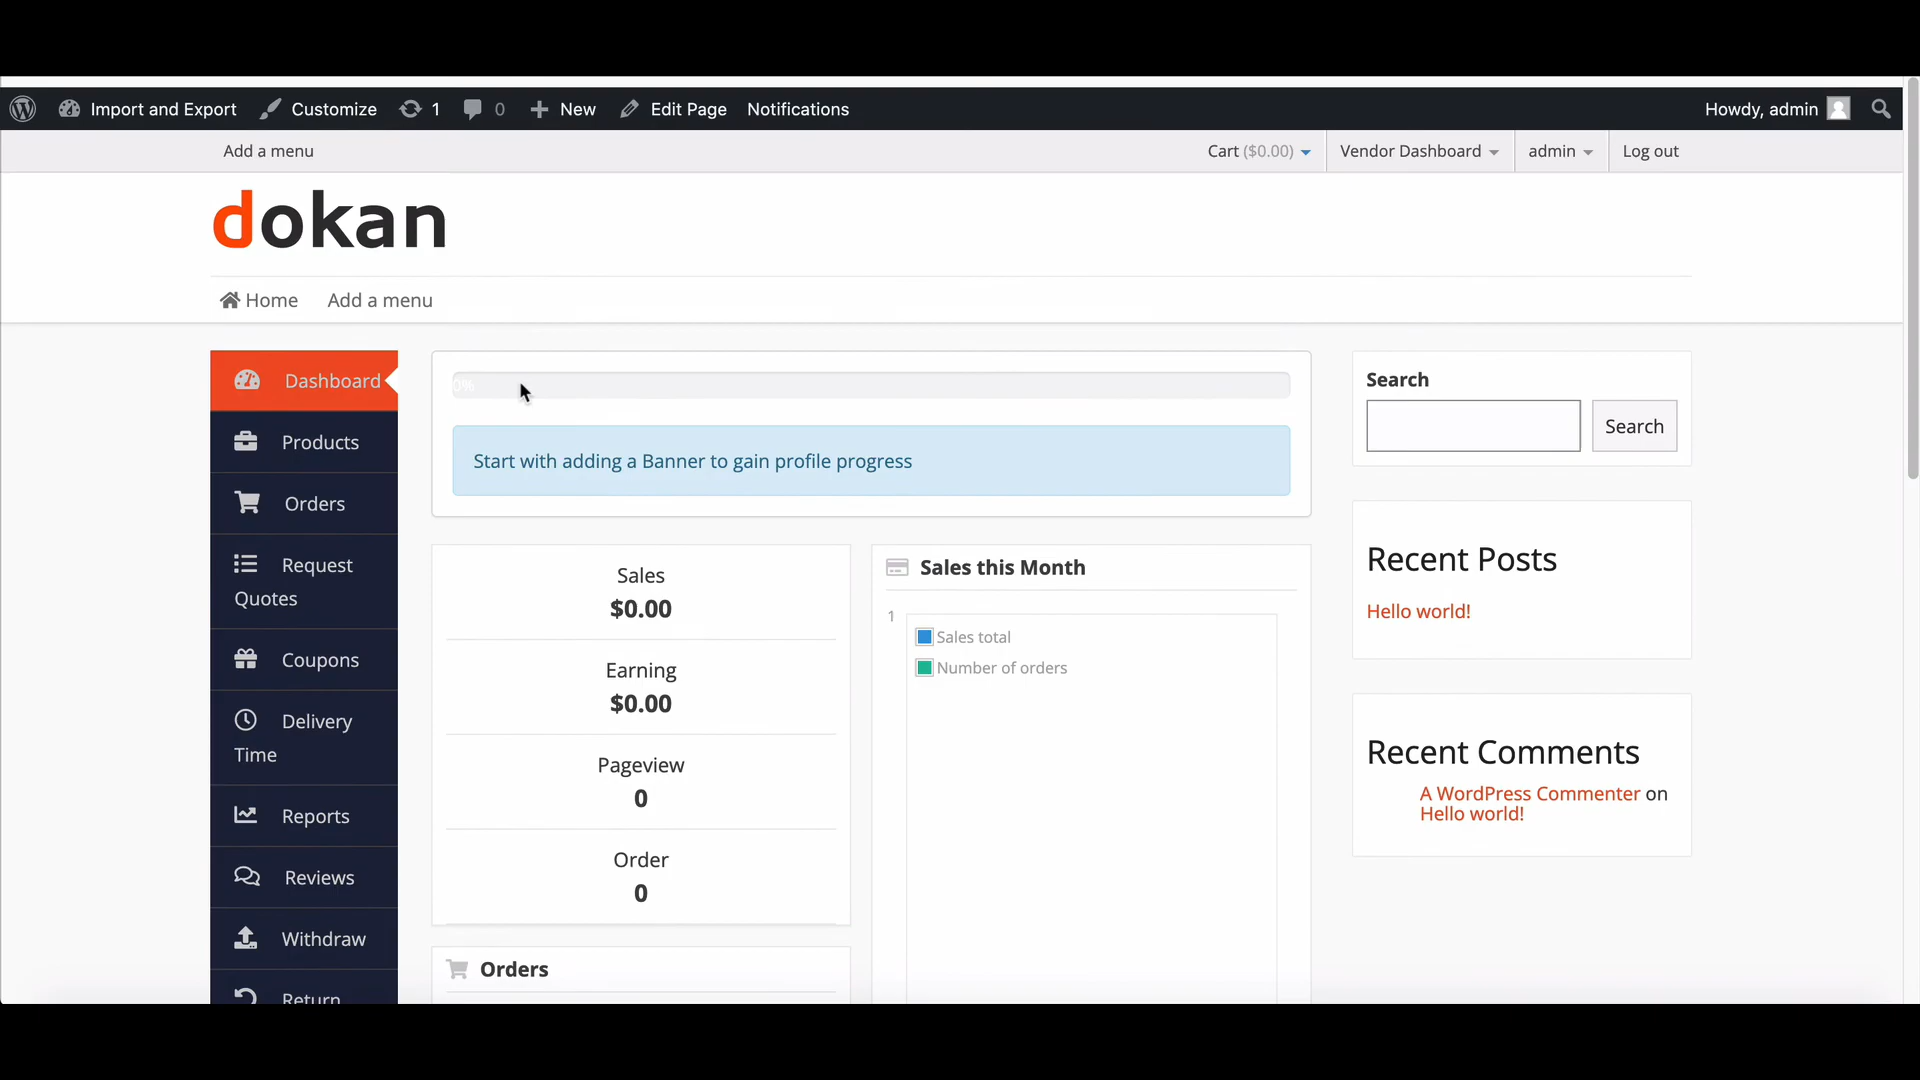 Import and Export Customize 1 0 New Edit Page Notifications Howdy, admin
Add a menu Cart ($0.00) Vendor Dashboard admin Log out
dokan
Home Add a menu
Dashboard
Products
Orders
Request
Quotes
Coupons
Delivery
Time
Reports
Reviews
Withdraw
Return
0%
Start with adding a Banner to gain profile progress
Sales
$0.00
Earning
$0.00
Pageview
0
Order
0
Orders
Sales this Month
1
Sales total
Number of orders
Search
Search
Recent Posts
Hello world!
Recent Comments
A WordPress Commenter on
Hello world!